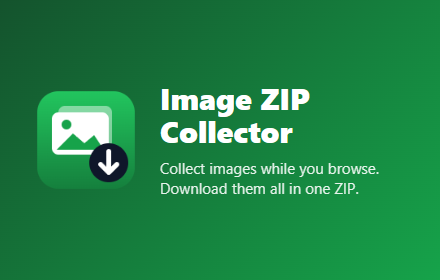 Image ZIP
Collector
Collect images while you browse.
Download them all in one ZIP.